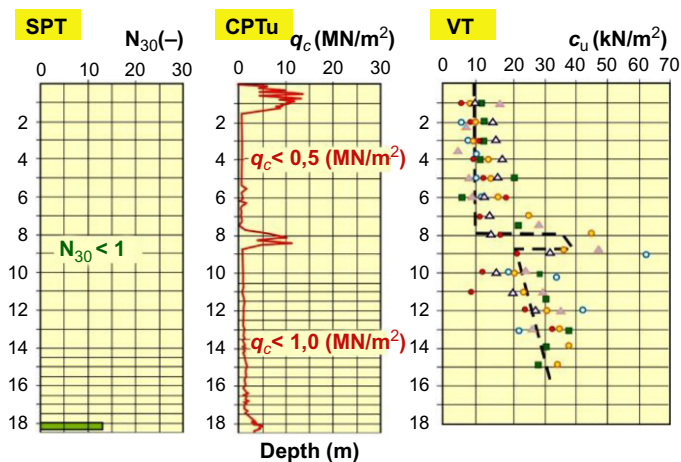 SPT
N30(–)
0 10 20 30
2
4
6
8
10
12
14
16
18
N30 < 1
CPTu
qc (MN/m²)
0 10 20 30
2
4
6
8
10
12
14
16
18
qc < 0,5 (MN/m²)
qc < 1,0 (MN/m²)
Depth (m)
VT
cu (kN/m²)
0 10 20 30 40 50 60 70
2
4
6
8
10
12
14
16
18